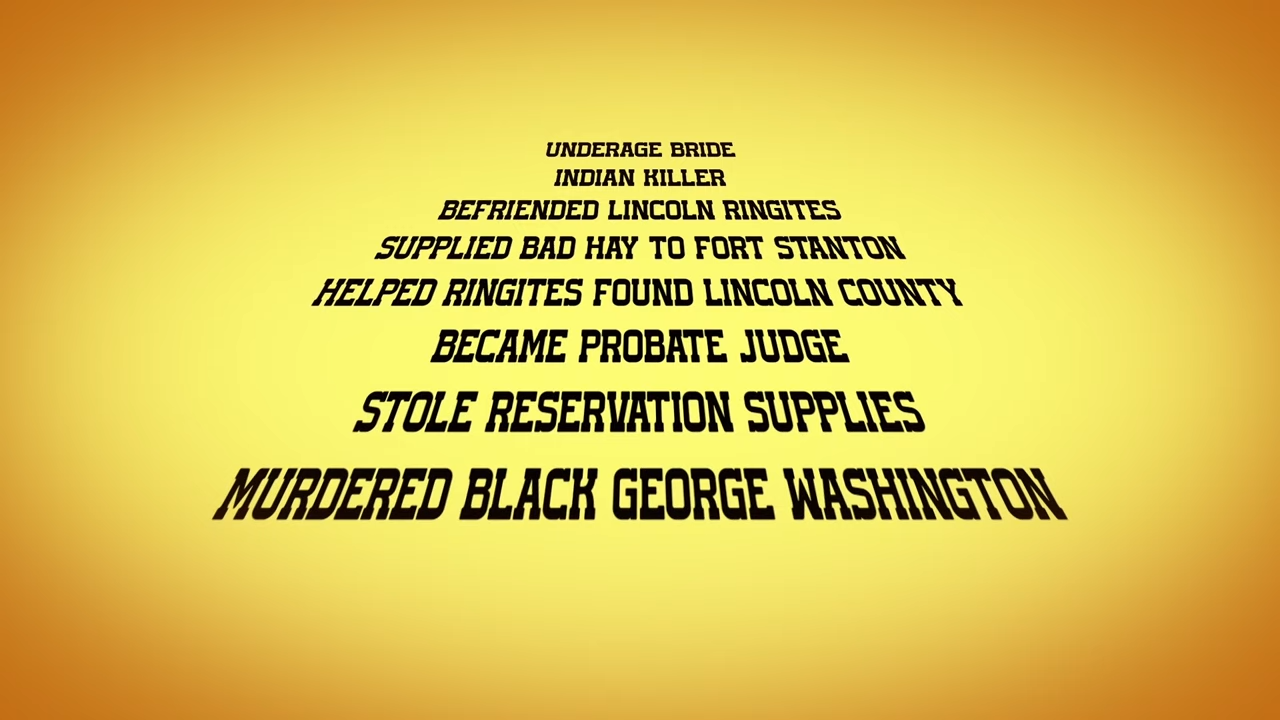 UNDERAGE BRIDE
INDIAN KILLER
BEFRIENDED LINCOLN RINGITES
SUPPLIED BAD HAY TO FORT STANTON
HELPED RINGITES FOUND LINCOLN COUNTY
BECAME PROBATE JUDGE
STOLE RESERVATION SUPPLIES
MURDERED BLACK GEORGE WASHINGTON